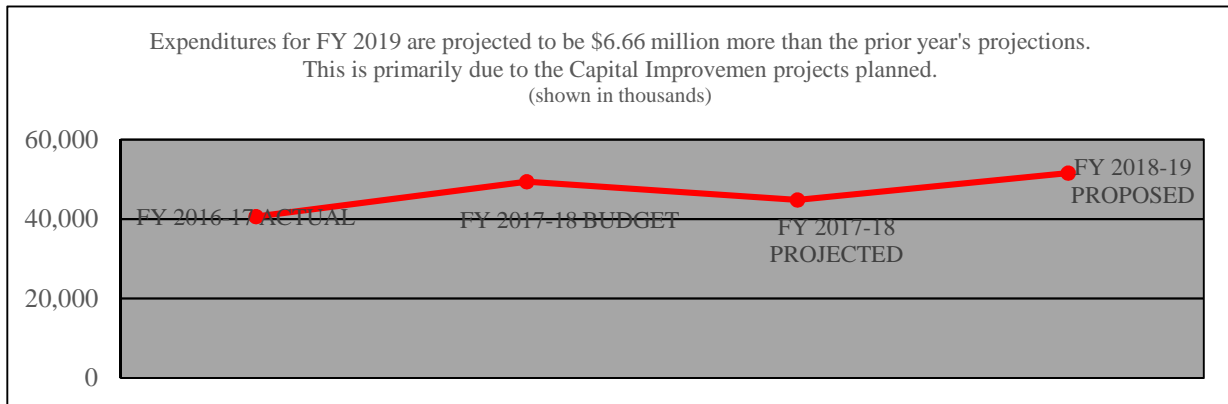 Expenditures for FY 2019 are projected to be $6.66 million more than the prior year's projections.
This is primarily due to the Capital Improvemen projects planned.
(shown in thousands)
60,000
40,000
20,000
0
FY 2016-17 ACTUAL
FY 2017-18 BUDGET
FY 2017-18
PROJECTED
FY 2018-19
PROPOSED